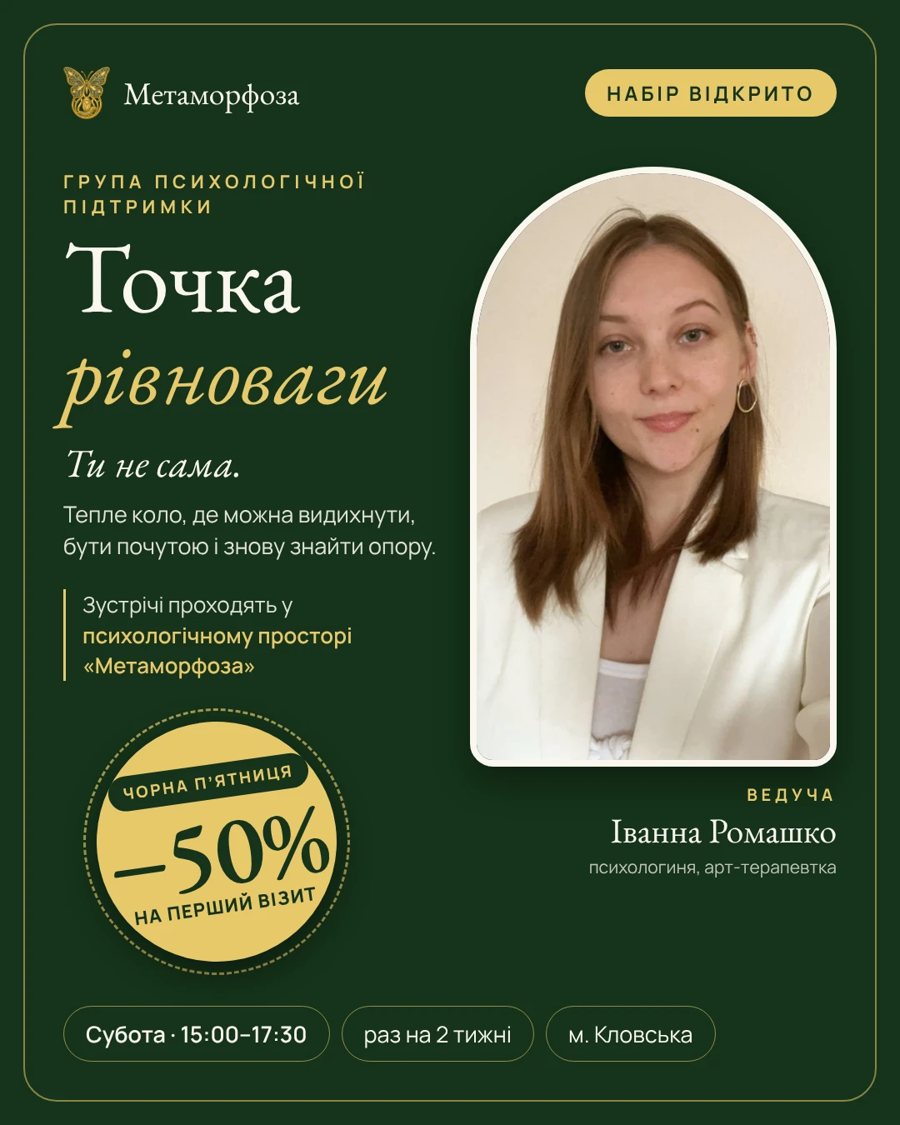 Метаморфоза
НАБІР ВІДКРИТО
ГРУПА ПСИХОЛОГІЧНОЇ
ПІДТРИМКИ
Точка
рівноваги
Ти не сама.
Тепле коло, де можна видихнути,
бути почутою і знову знайти опору.
Зустрічі проходять у
психологічному просторі
«Метаморфоза»
ЧОРНА П’ЯТНИЦЯ
–50%
НА ПЕРШИЙ ВІЗИТ
ВЕДУЧА
Іванна Ромашко
психологиня, арт-терапевтка
Субота · 15:00–17:30
раз на 2 тижні
м. Кловська